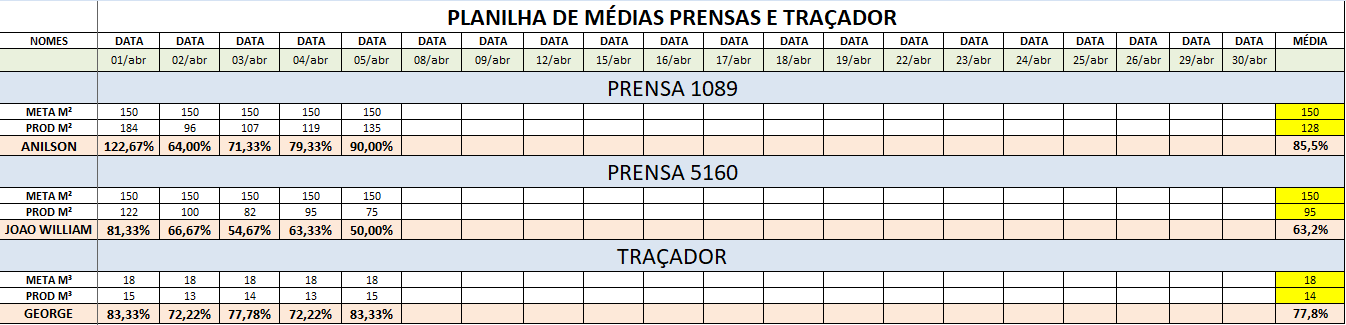 PLANILHA DE MÉDIAS PRENSAS E TRAÇADOR
NOMES DATA DATA DATA DATA DATA DATA DATA DATA DATA DATA DATA DATA DATA DATA DATA DATA DATA DATA DATA DATA MÉDIA
01/abr 02/abr 03/abr 04/abr 05/abr 08/abr 09/abr 12/abr 15/abr 16/abr 17/abr 18/abr 19/abr 22/abr 23/abr 24/abr 25/abr 26/abr 29/abr 30/abr
PRENSA 1089
META M² 150 150 150 150 150 150
PROD M² 184 96 107 119 135 128
ANILSON 122,67% 64,00% 71,33% 79,33% 90,00% 85,5%
PRENSA 5160
META M² 150 150 150 150 150 150
PROD M² 122 100 82 95 75 95
JOAO WILLIAM 81,33% 66,67% 54,67% 63,33% 50,00% 63,2%
TRAÇADOR
META M³ 18 18 18 18 18 18
PROD M³ 15 13 14 13 15 14
GEORGE 83,33% 72,22% 77,78% 72,22% 83,33% 77,8%